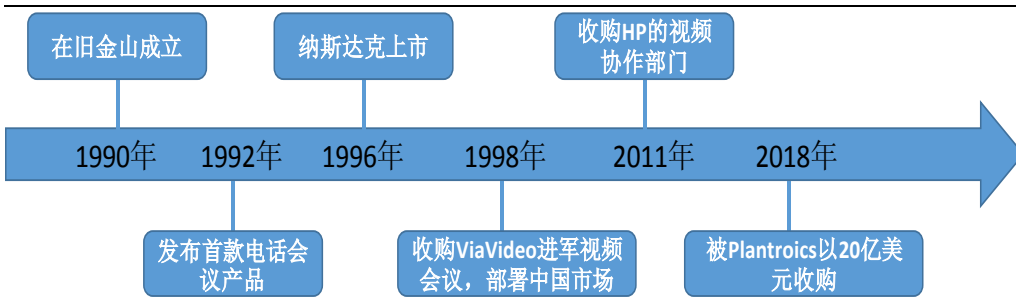 在旧金山成立
纳斯达克上市
收购HP的视频
协作部门
1990年
1992年
1996年
1998年
2011年
2018年
发布首款电话会
议产品
收购ViaVideo进军视频
会议，部署中国市场
被Plantroics以20亿美
元收购